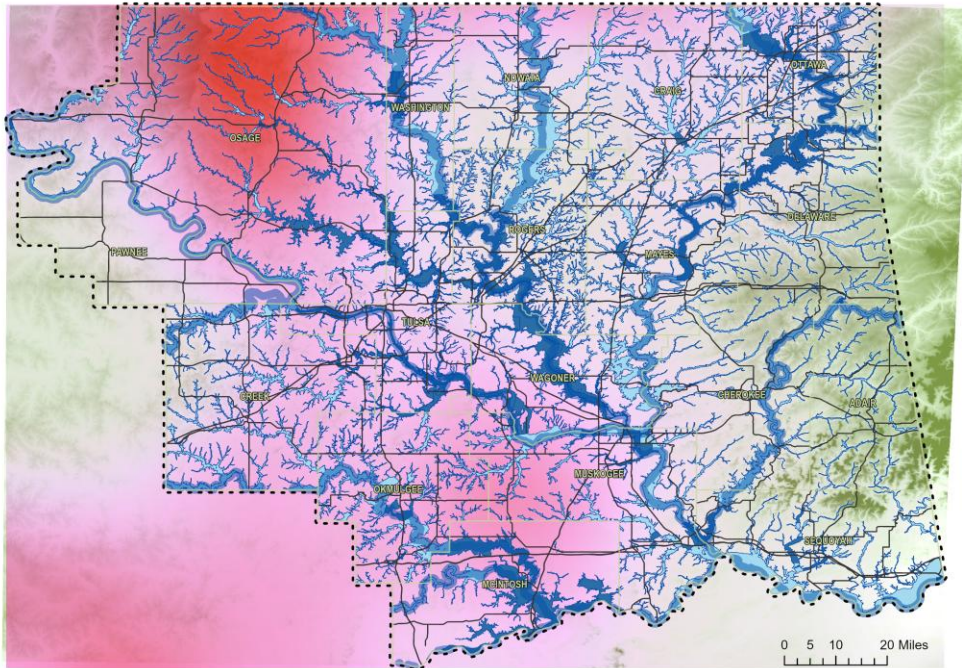 OTTAWA
NOWATA
CRAIG
WASHINGTON
OSAGE
DELAWARE
ROGERS
PAWNEE
MAYES
TULSA
WAGONER
CREEK
CHEROKEE
ADAIR
MUSKOGEE
OKMULGEE
SEQUOYAH
MCINTOSH
0 5 10 20 Miles